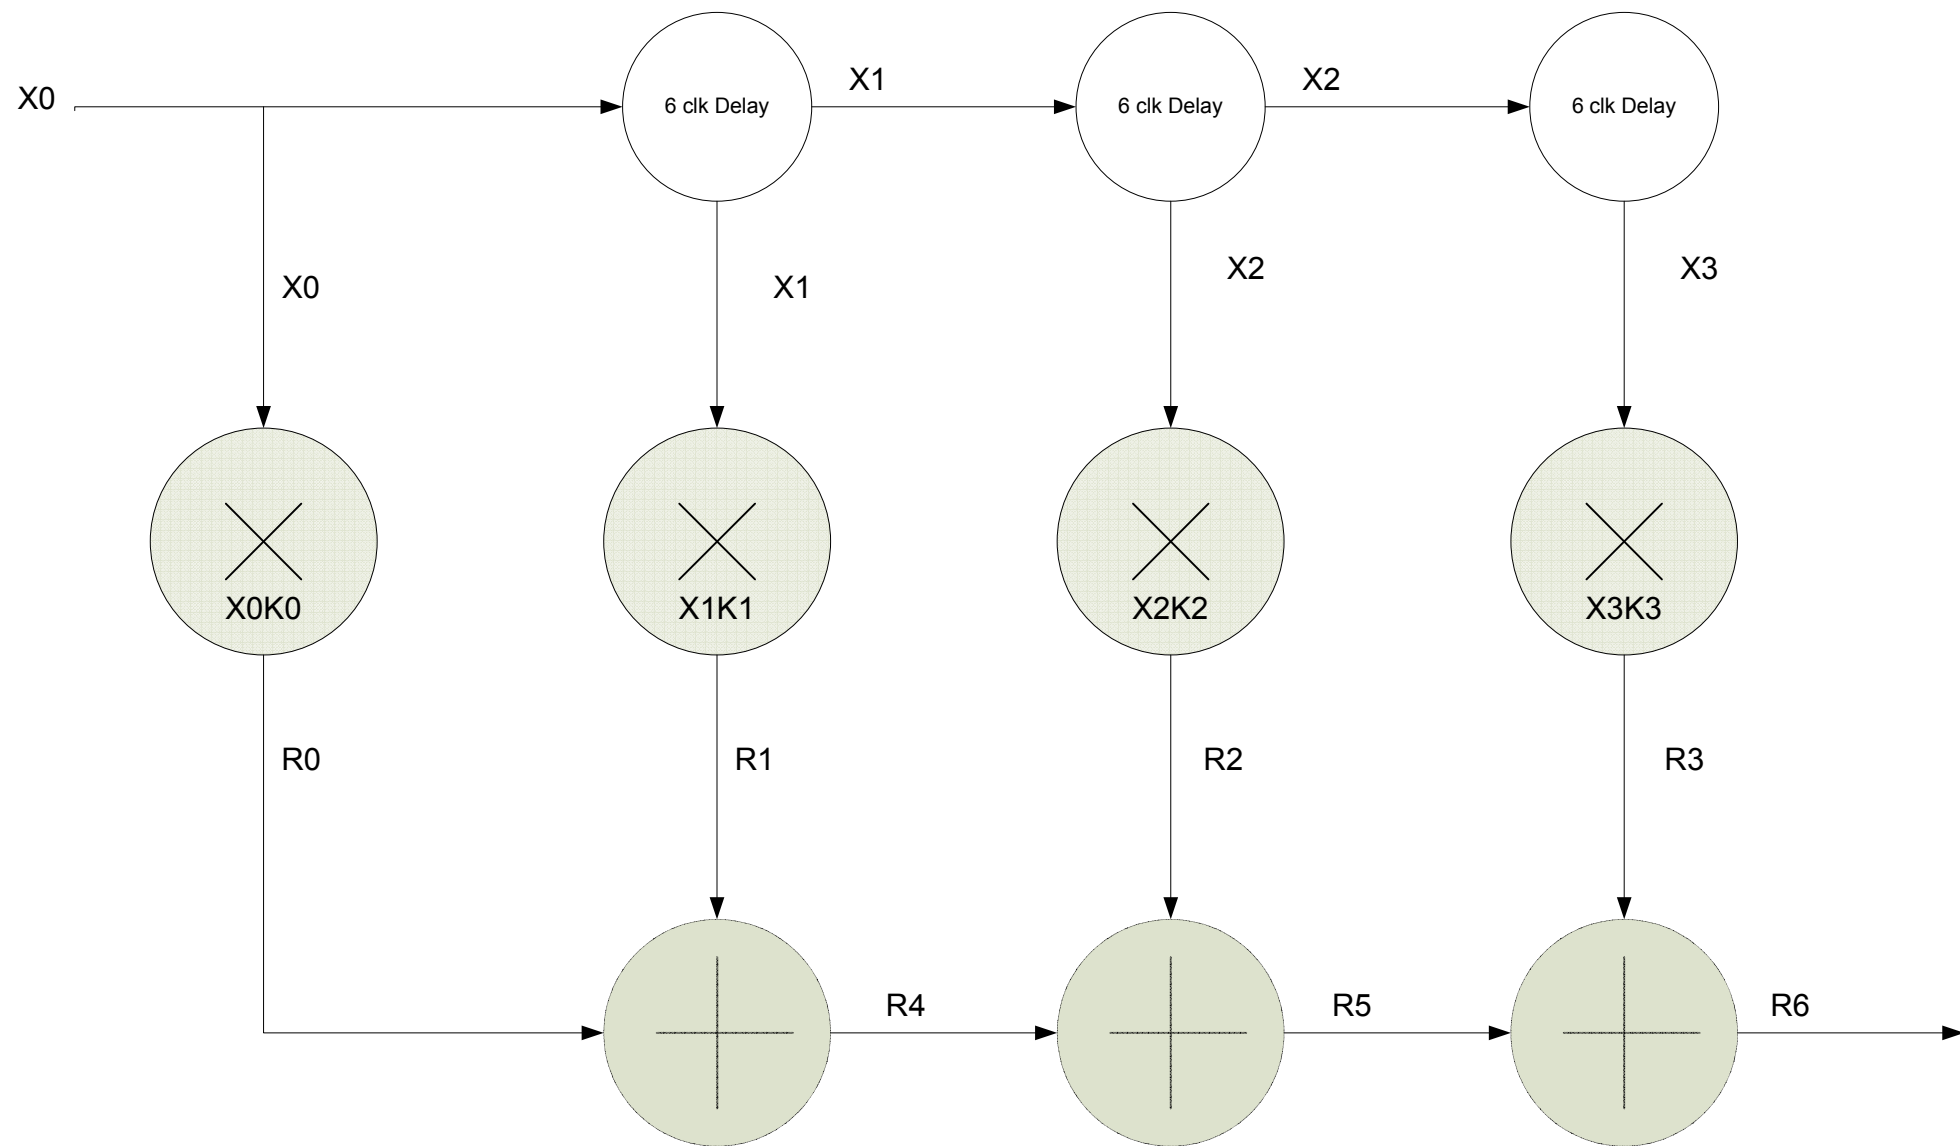 X0
6 clk Delay
X1
6 clk Delay
X2
6 clk Delay
X0
X1
X2
X3
X0K0
X1K1
X2K2
X3K3
R0
R1
R2
R3
R4
R5
R6